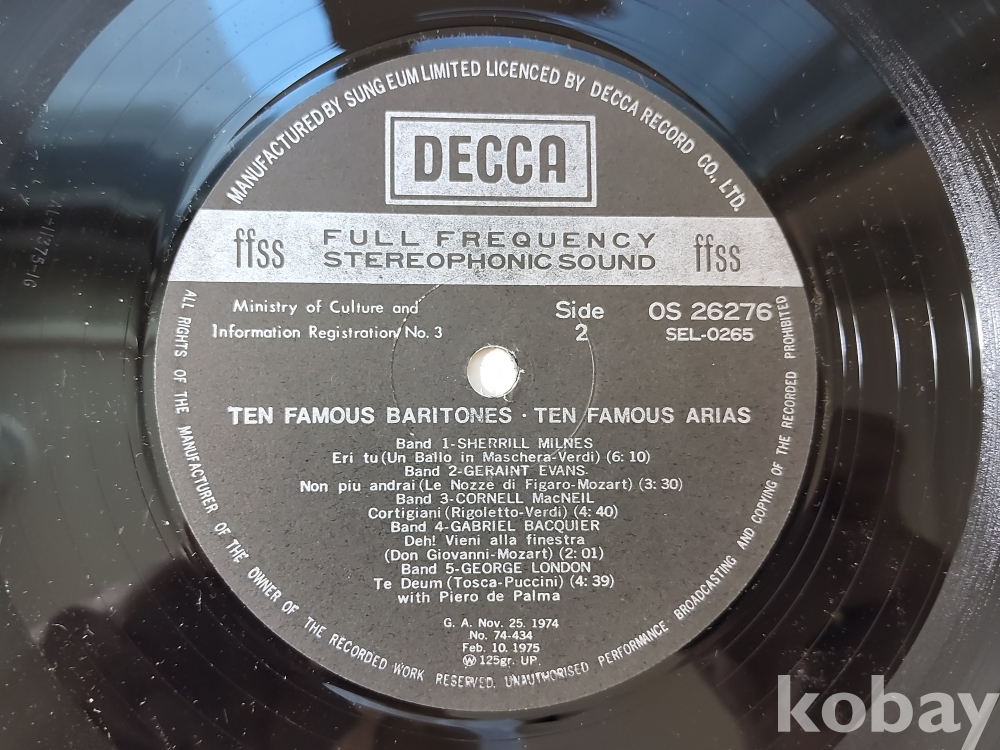 MANUFACTURED BY SUNG EUM LIMITED LICENCED BY DECCA RECORD CO., LTD.
DECCA
ffss FULL FREQUENCY ffss
STEREOPHONIC SOUND
Ministry of Culture and
Information Registration No. 3
Side
2
OS 26276
SEL-0265
TEN FAMOUS BARITONES · TEN FAMOUS ARIAS
Band 1-SHERRILL MILNES
Eri tu (Un Ballo in Maschera-Verdi) (6:10)
Band 2-GERAINT EVANS
Non piu andrai (Le Nozze di Figaro-Mozart) (3:30)
Band 3-CORNELL MacNEIL
Cortigiani (Rigoletto-Verdi) (4:40)
Band 4-GABRIEL BACQUIER
Deh! Vieni alla finestra
(Don Giovanni-Mozart) (2:01)
Band 5-GEORGE LONDON
Te Deum (Tosca-Puccini) (4:39)
with Piero de Palma
G. A. Nov. 25. 1974
No. 74-434
Feb. 10. 1975
Ⓦ 125gr. UP.
ALL RIGHTS OF THE MANUFACTURER OF THE OWNER OF THE RECORDED WORK RESERVED. UNAUTHORISED PERFORMANCE BROADCASTING AND COPYING OF THE RECORDED PROHIBITED
kobay